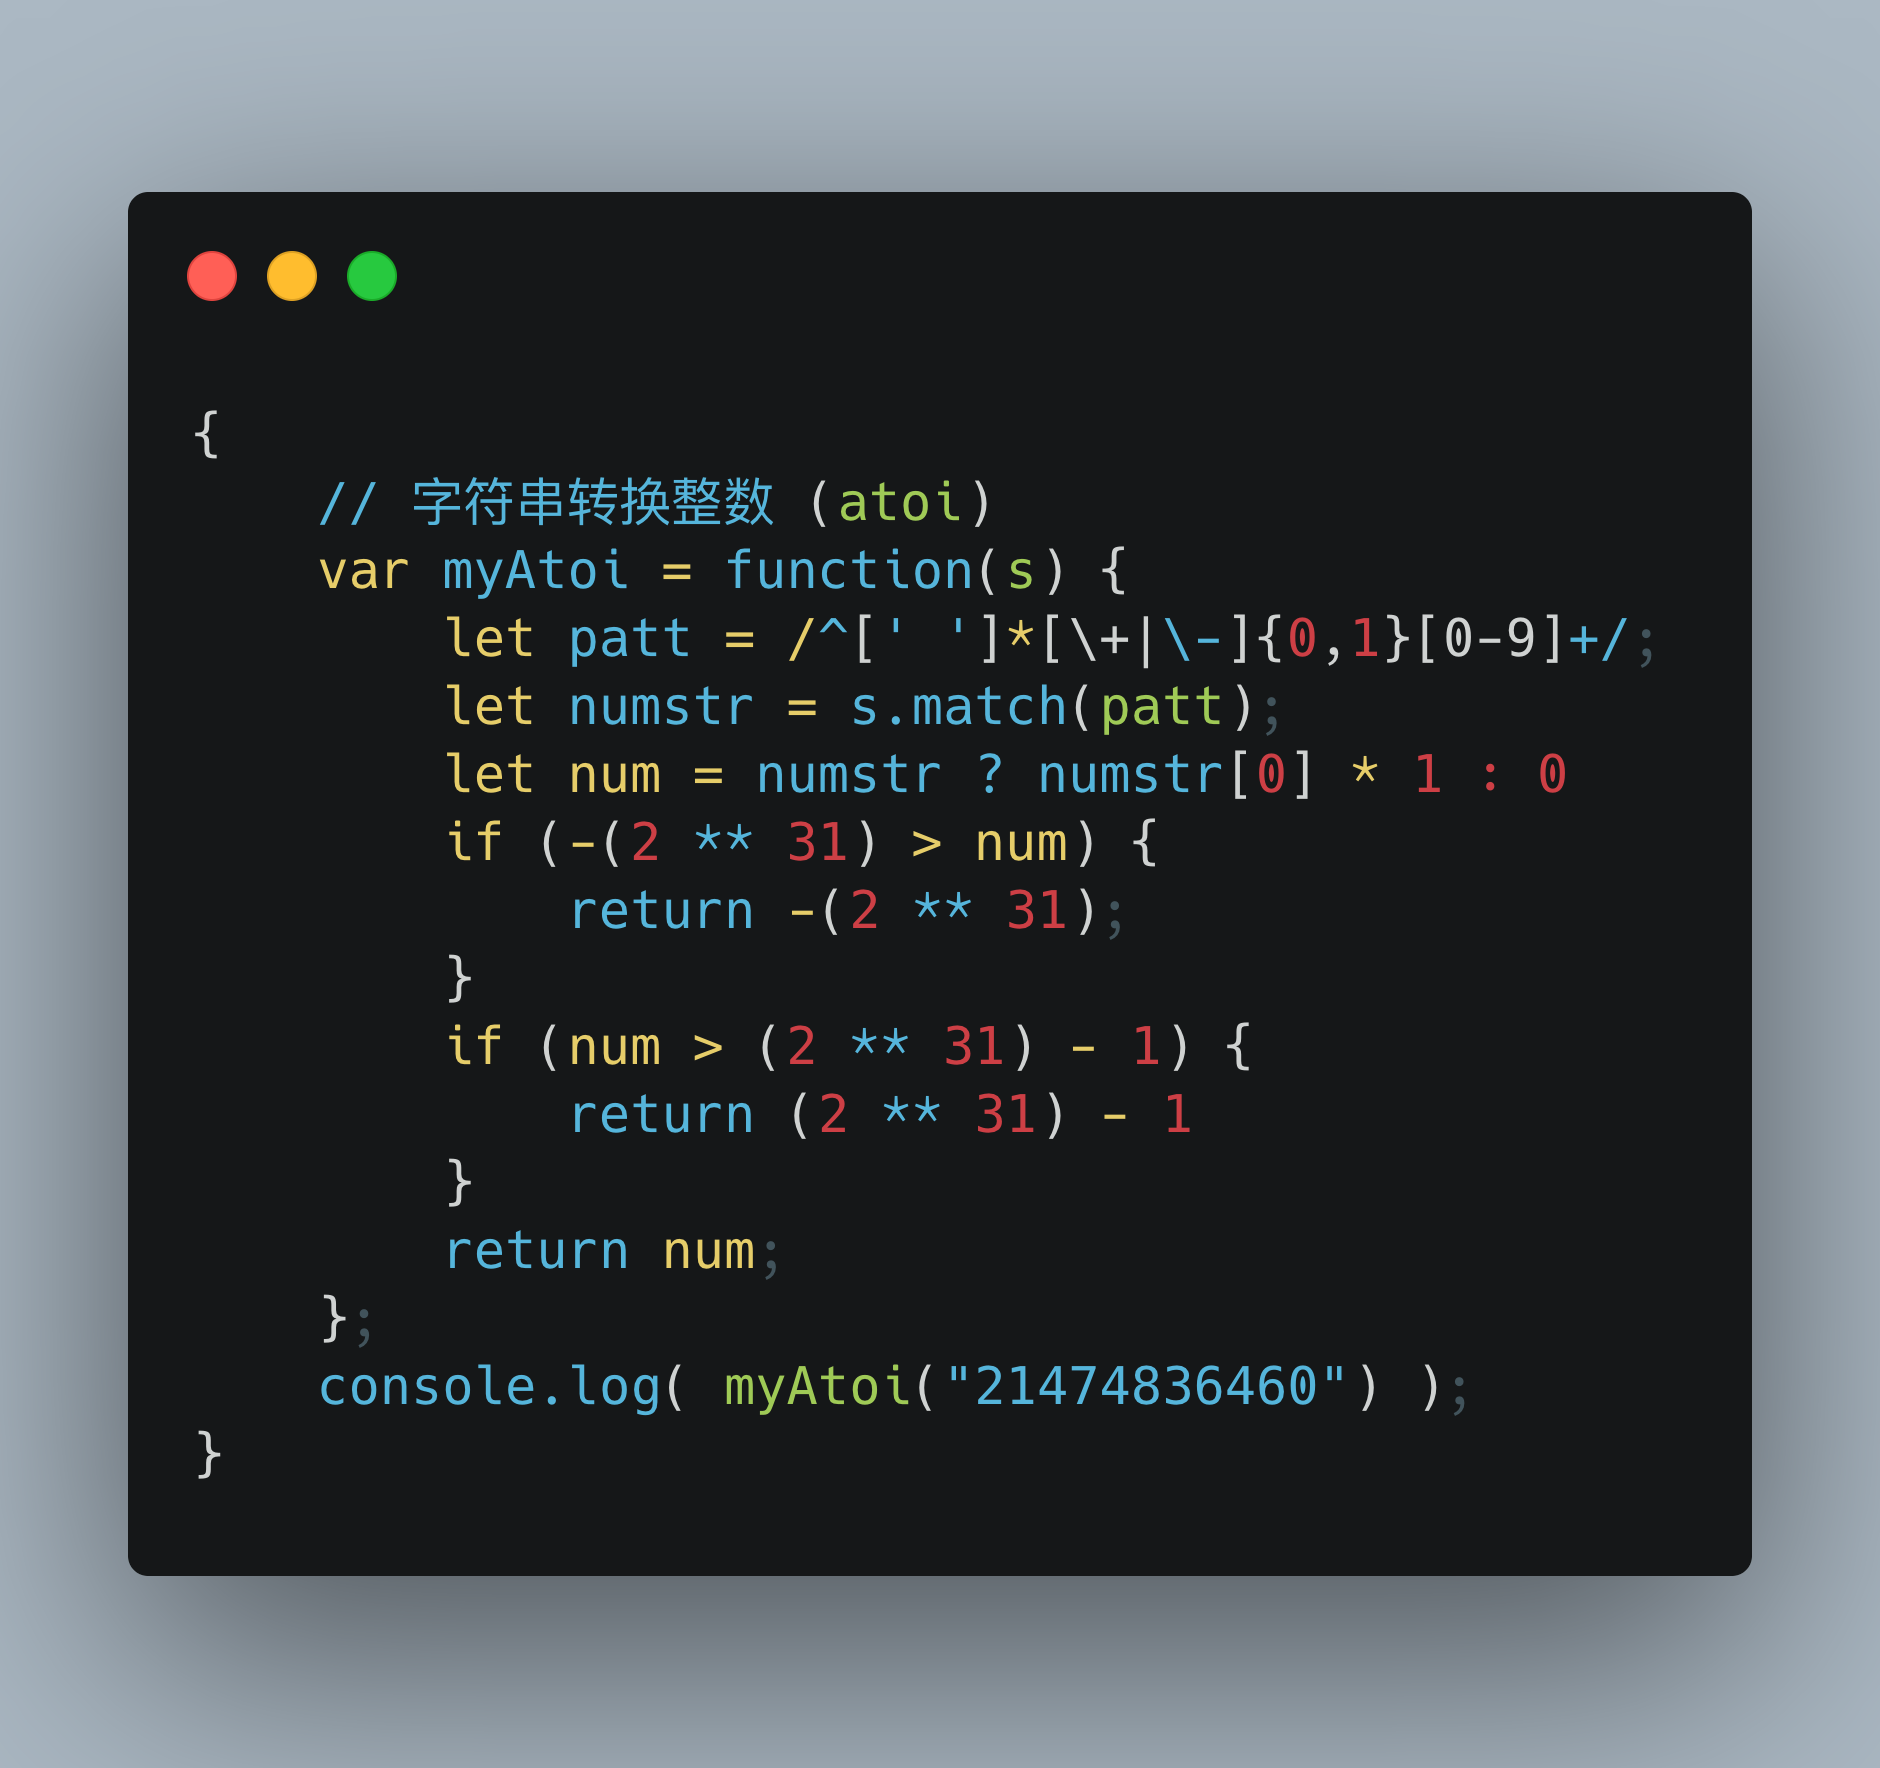 {
    // 字符串转换整数 (atoi)
    var myAtoi = function(s) {
        let patt = /^[' ']*[\+|\-]{0,1}[0-9]+/;
        let numstr = s.match(patt);
        let num = numstr ? numstr[0] * 1 : 0
        if (-(2 ** 31) > num) {
            return -(2 ** 31);
        }
        if (num > (2 ** 31) - 1) {
            return (2 ** 31) - 1
        }
        return num;
    };
    console.log( myAtoi("21474836460") );
}